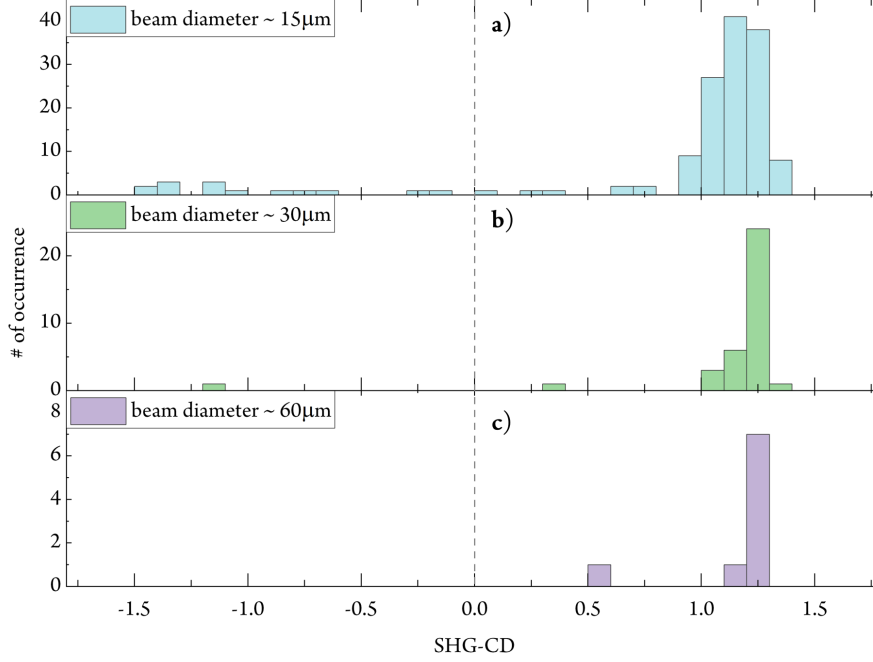 beam diameter ~ 15μm
a)
40
30
20
10
0
beam diameter ~ 30μm
b)
20
10
0
beam diameter ~ 60μm
c)
8
6
4
2
0
# of occurrence
-1.5 -1.0 -0.5 0.0 0.5 1.0 1.5
SHG-CD